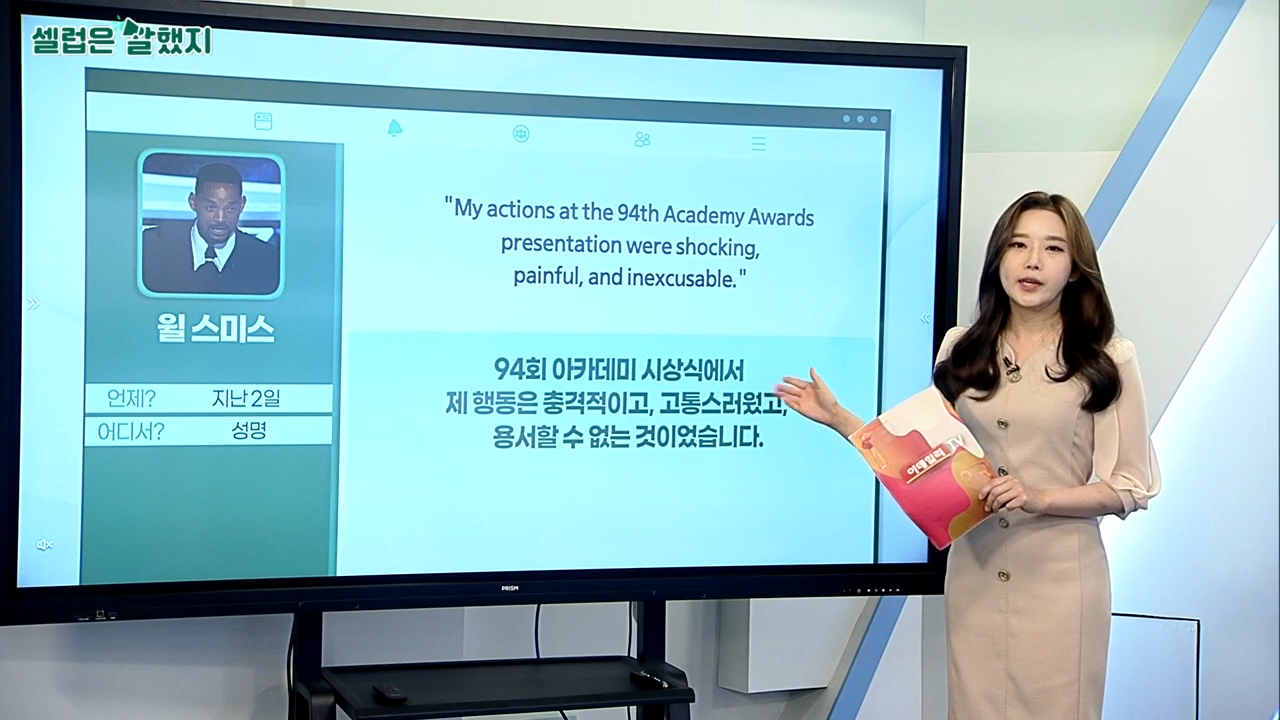 셀럽은 쏼했지
"My actions at the 94th Academy Awards
presentation were shocking,
painful, and inexcusable."
윌 스미스
언제? 지난 2일
어디서? 성명
94회 아카데미 시상식에서
제 행동은 충격적이고, 고통스러웠고,
용서할 수 없는 것이었습니다.
이데일리 TV
PRISM